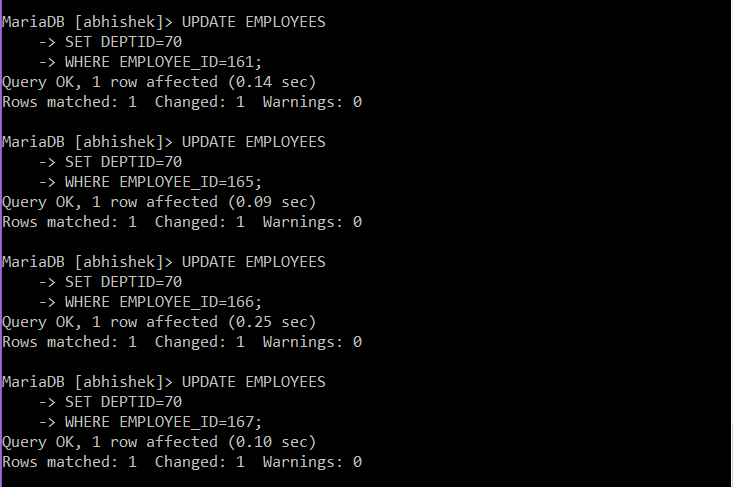 MariaDB [abhishek]> UPDATE EMPLOYEES
    -> SET DEPTID=70
    -> WHERE EMPLOYEE_ID=161;
Query OK, 1 row affected (0.14 sec)
Rows matched: 1  Changed: 1  Warnings: 0

MariaDB [abhishek]> UPDATE EMPLOYEES
    -> SET DEPTID=70
    -> WHERE EMPLOYEE_ID=165;
Query OK, 1 row affected (0.09 sec)
Rows matched: 1  Changed: 1  Warnings: 0

MariaDB [abhishek]> UPDATE EMPLOYEES
    -> SET DEPTID=70
    -> WHERE EMPLOYEE_ID=166;
Query OK, 1 row affected (0.25 sec)
Rows matched: 1  Changed: 1  Warnings: 0

MariaDB [abhishek]> UPDATE EMPLOYEES
    -> SET DEPTID=70
    -> WHERE EMPLOYEE_ID=167;
Query OK, 1 row affected (0.10 sec)
Rows matched: 1  Changed: 1  Warnings: 0